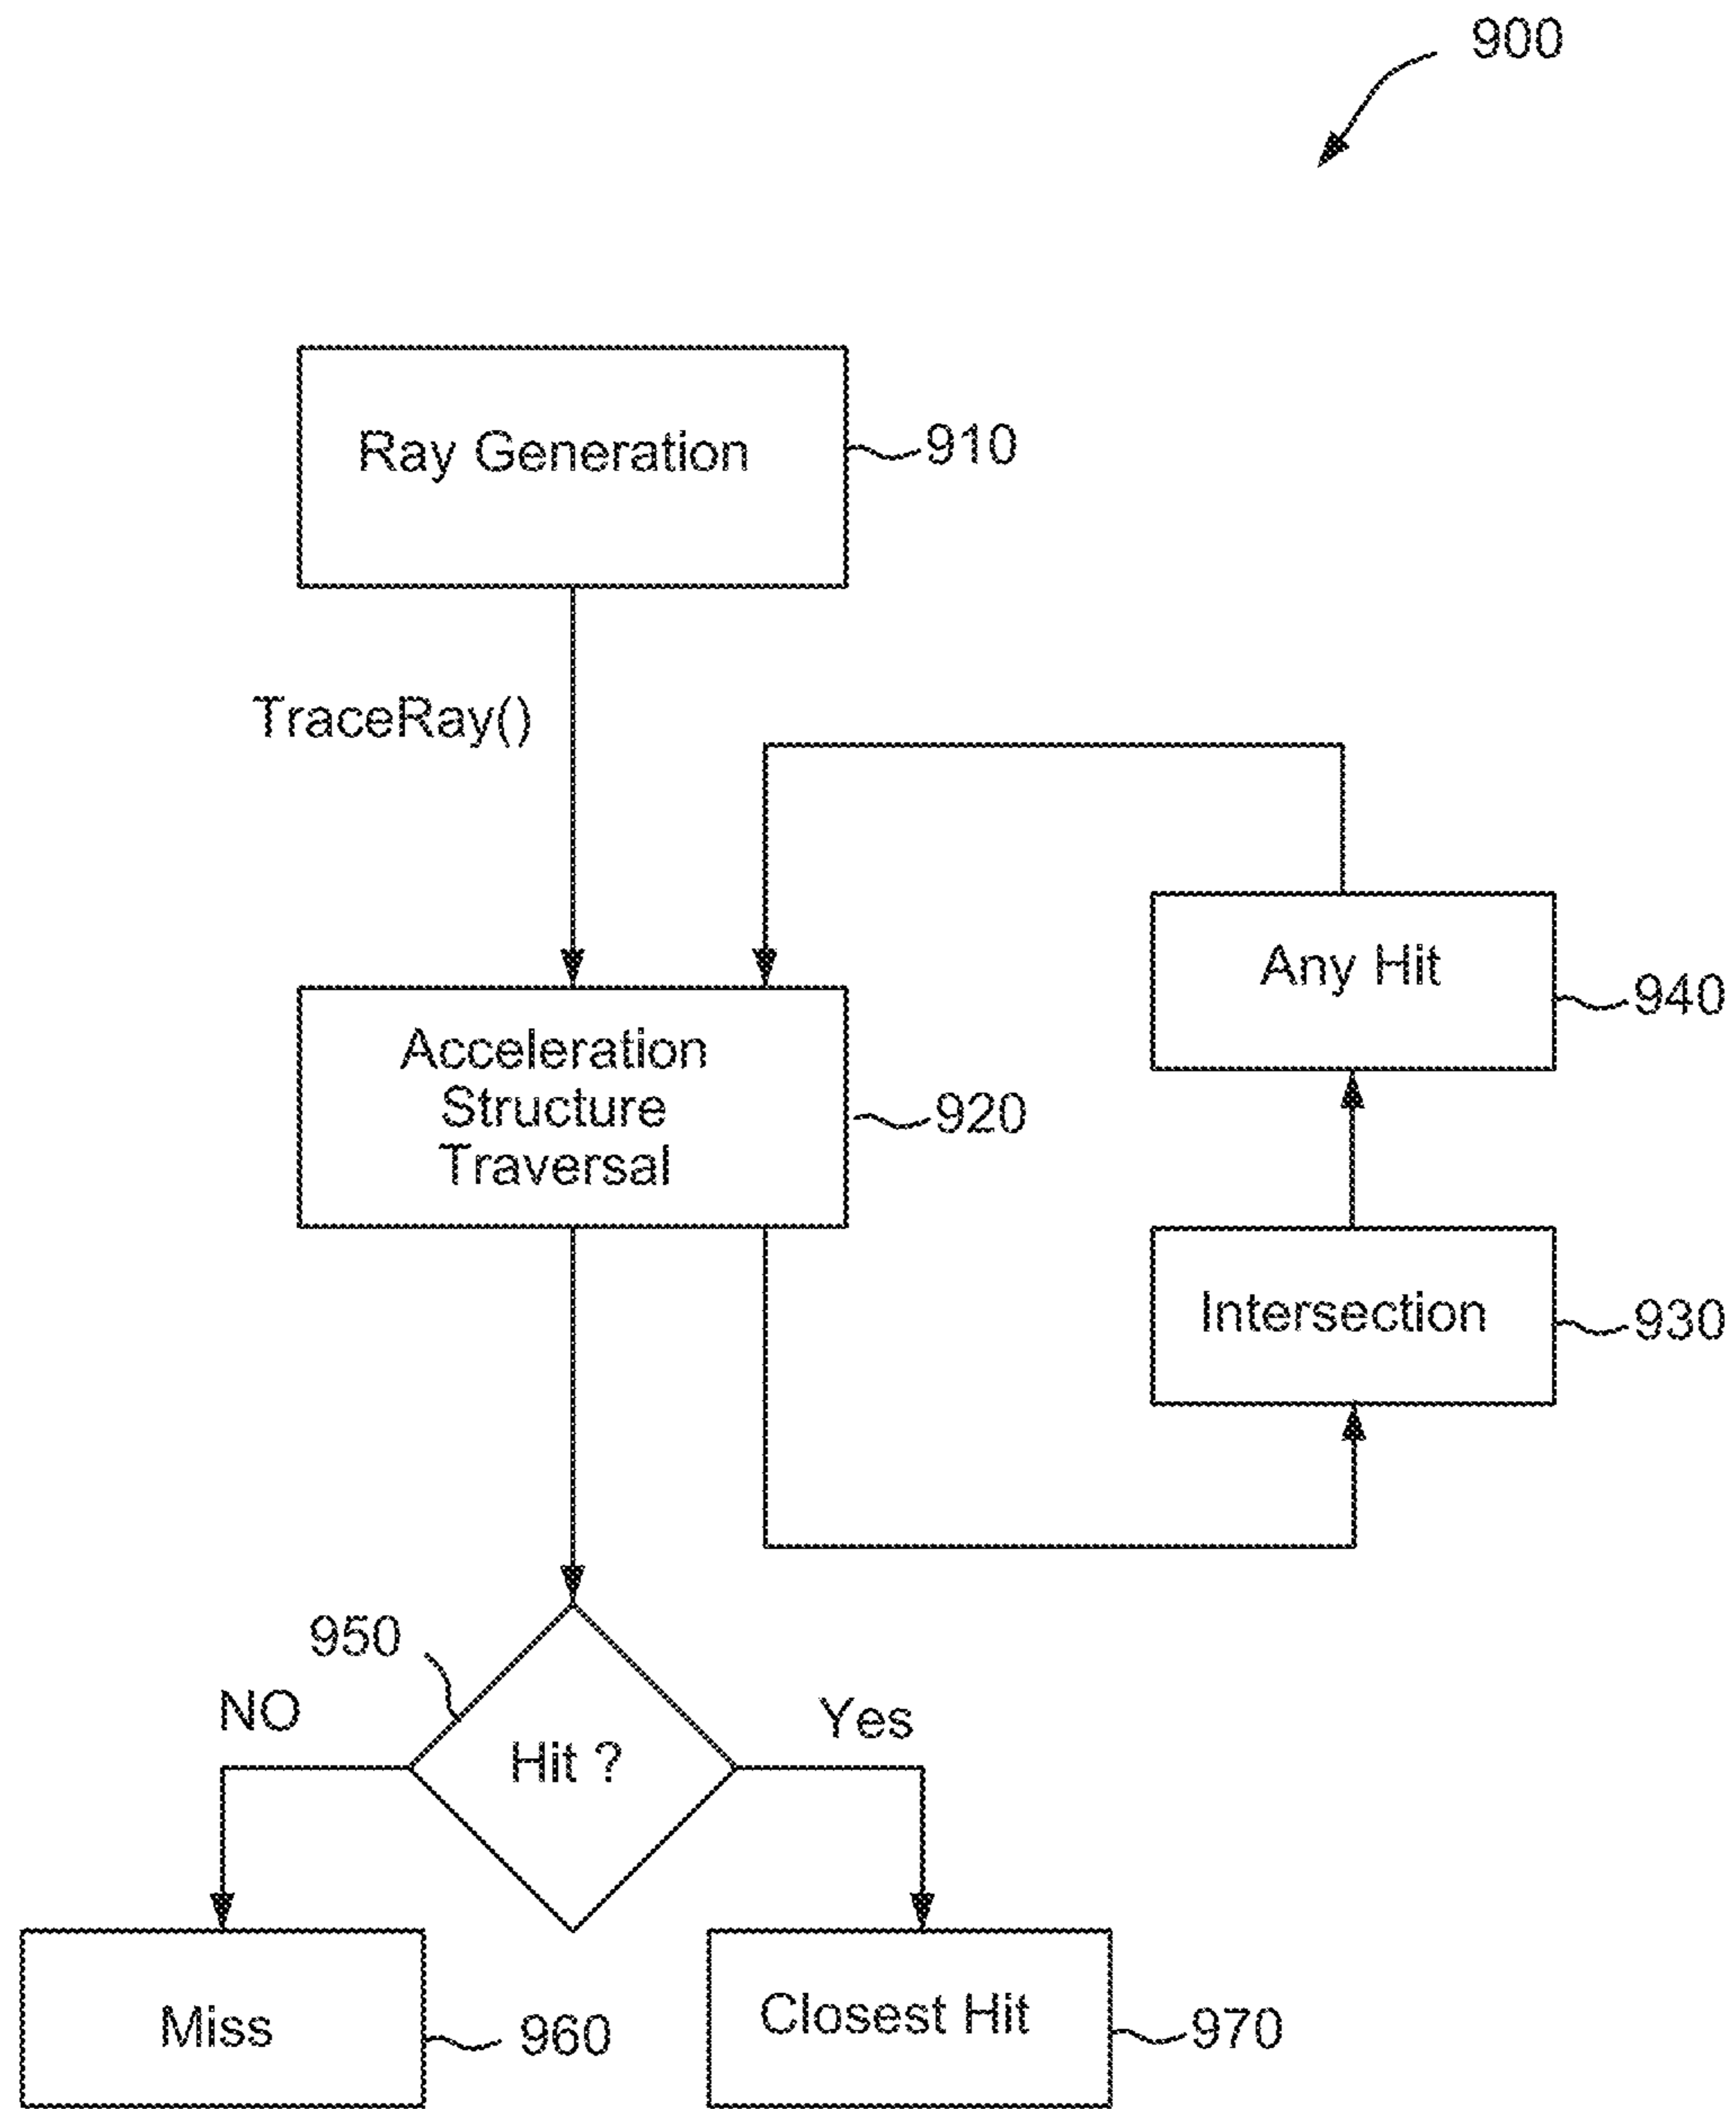 900
Ray Generation
910
TraceRay()
Any Hit
940
Acceleration
Structure
Traversal
920
Intersection
930
950
NO
Yes
Hit ?
Miss
960
Closest Hit
970